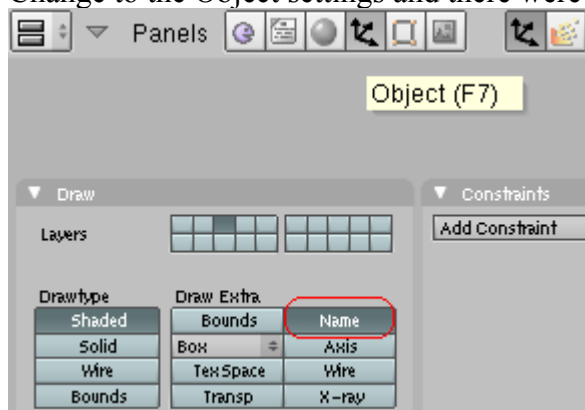 Change to the Object settings and there were
Panels
Object (F7)
Draw
Constraints
Layers
Add Constraint
Drawtype
Draw Extra
Shaded
Bounds
Name
Solid
Box
Axis
Wire
TexSpace
Wire
Bounds
Transp
X-ray